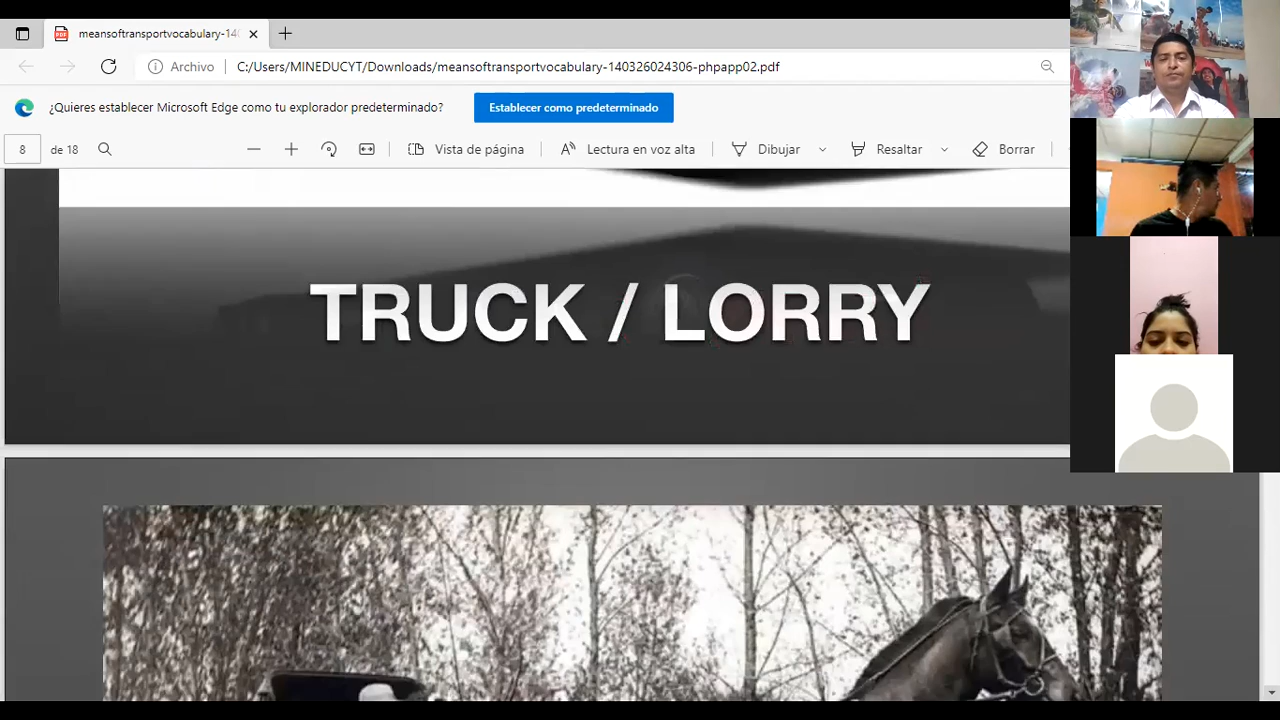 meansoftransportvocabulary-140
Archivo
C:/Users/MINEDUCYT/Downloads/meansoftransportvocabulary-140326024306-phpapp02.pdf
¿Quieres establecer Microsoft Edge como tu explorador predeterminado?
Establecer como predeterminado
8 de 18
Vista de página
Lectura en voz alta
Dibujar
Resaltar
Borrar
TRUCK / LORRY